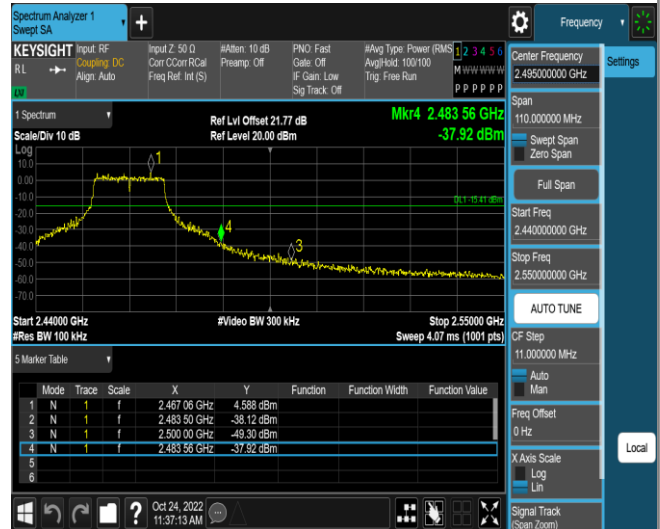 Spectrum Analyzer 1
Swept SA
+
Frequency
KEYSIGHT
RL
Input: RF
Coupling: DC
Align: Auto
Input Z: 50 Ω
Corr CCorr RCal
Freq Ref: Int (S)
#Atten: 10 dB
Preamp: Off
PNO: Fast
Gate: Off
IF Gain: Low
Sig Track: Off
#Avg Type: Power (RMS
Avg|Hold: 100/100
Trig: Free Run
1 2 3 4 5 6
M W W W W W
P P P P P P
LXI
1 Spectrum
Scale/Div 10 dB
Ref Lvl Offset 21.77 dB
Ref Level 20.00 dBm
Mkr4 2.483 56 GHz
-37.92 dBm
Log
10.0
0.00
-10.0
-20.0
-30.0
-40.0
-50.0
-60.0
-70.0
1
4
3
DL1 -15.41 dBm
Start 2.44000 GHz
#Res BW 100 kHz
#Video BW 300 kHz
Stop 2.55000 GHz
Sweep 4.07 ms (1001 pts)
5 Marker Table
Mode Trace Scale X Y Function Function Width Function Value
1 N 1 f 2.467 06 GHz 4.588 dBm
2 N 1 f 2.483 50 GHz -38.12 dBm
3 N 1 f 2.500 00 GHz -49.30 dBm
4 N 1 f 2.483 56 GHz -37.92 dBm
5
6
?
Oct 24, 2022
11:37:13 AM
Center Frequency
2.495000000 GHz
Settings
Span
110.000000 MHz
Swept Span
Zero Span
Full Span
Start Freq
2.440000000 GHz
Stop Freq
2.550000000 GHz
AUTO TUNE
CF Step
11.000000 MHz
Auto
Man
Freq Offset
0 Hz
Local
X Axis Scale
Log
Lin
Signal Track
(Span Zoom)